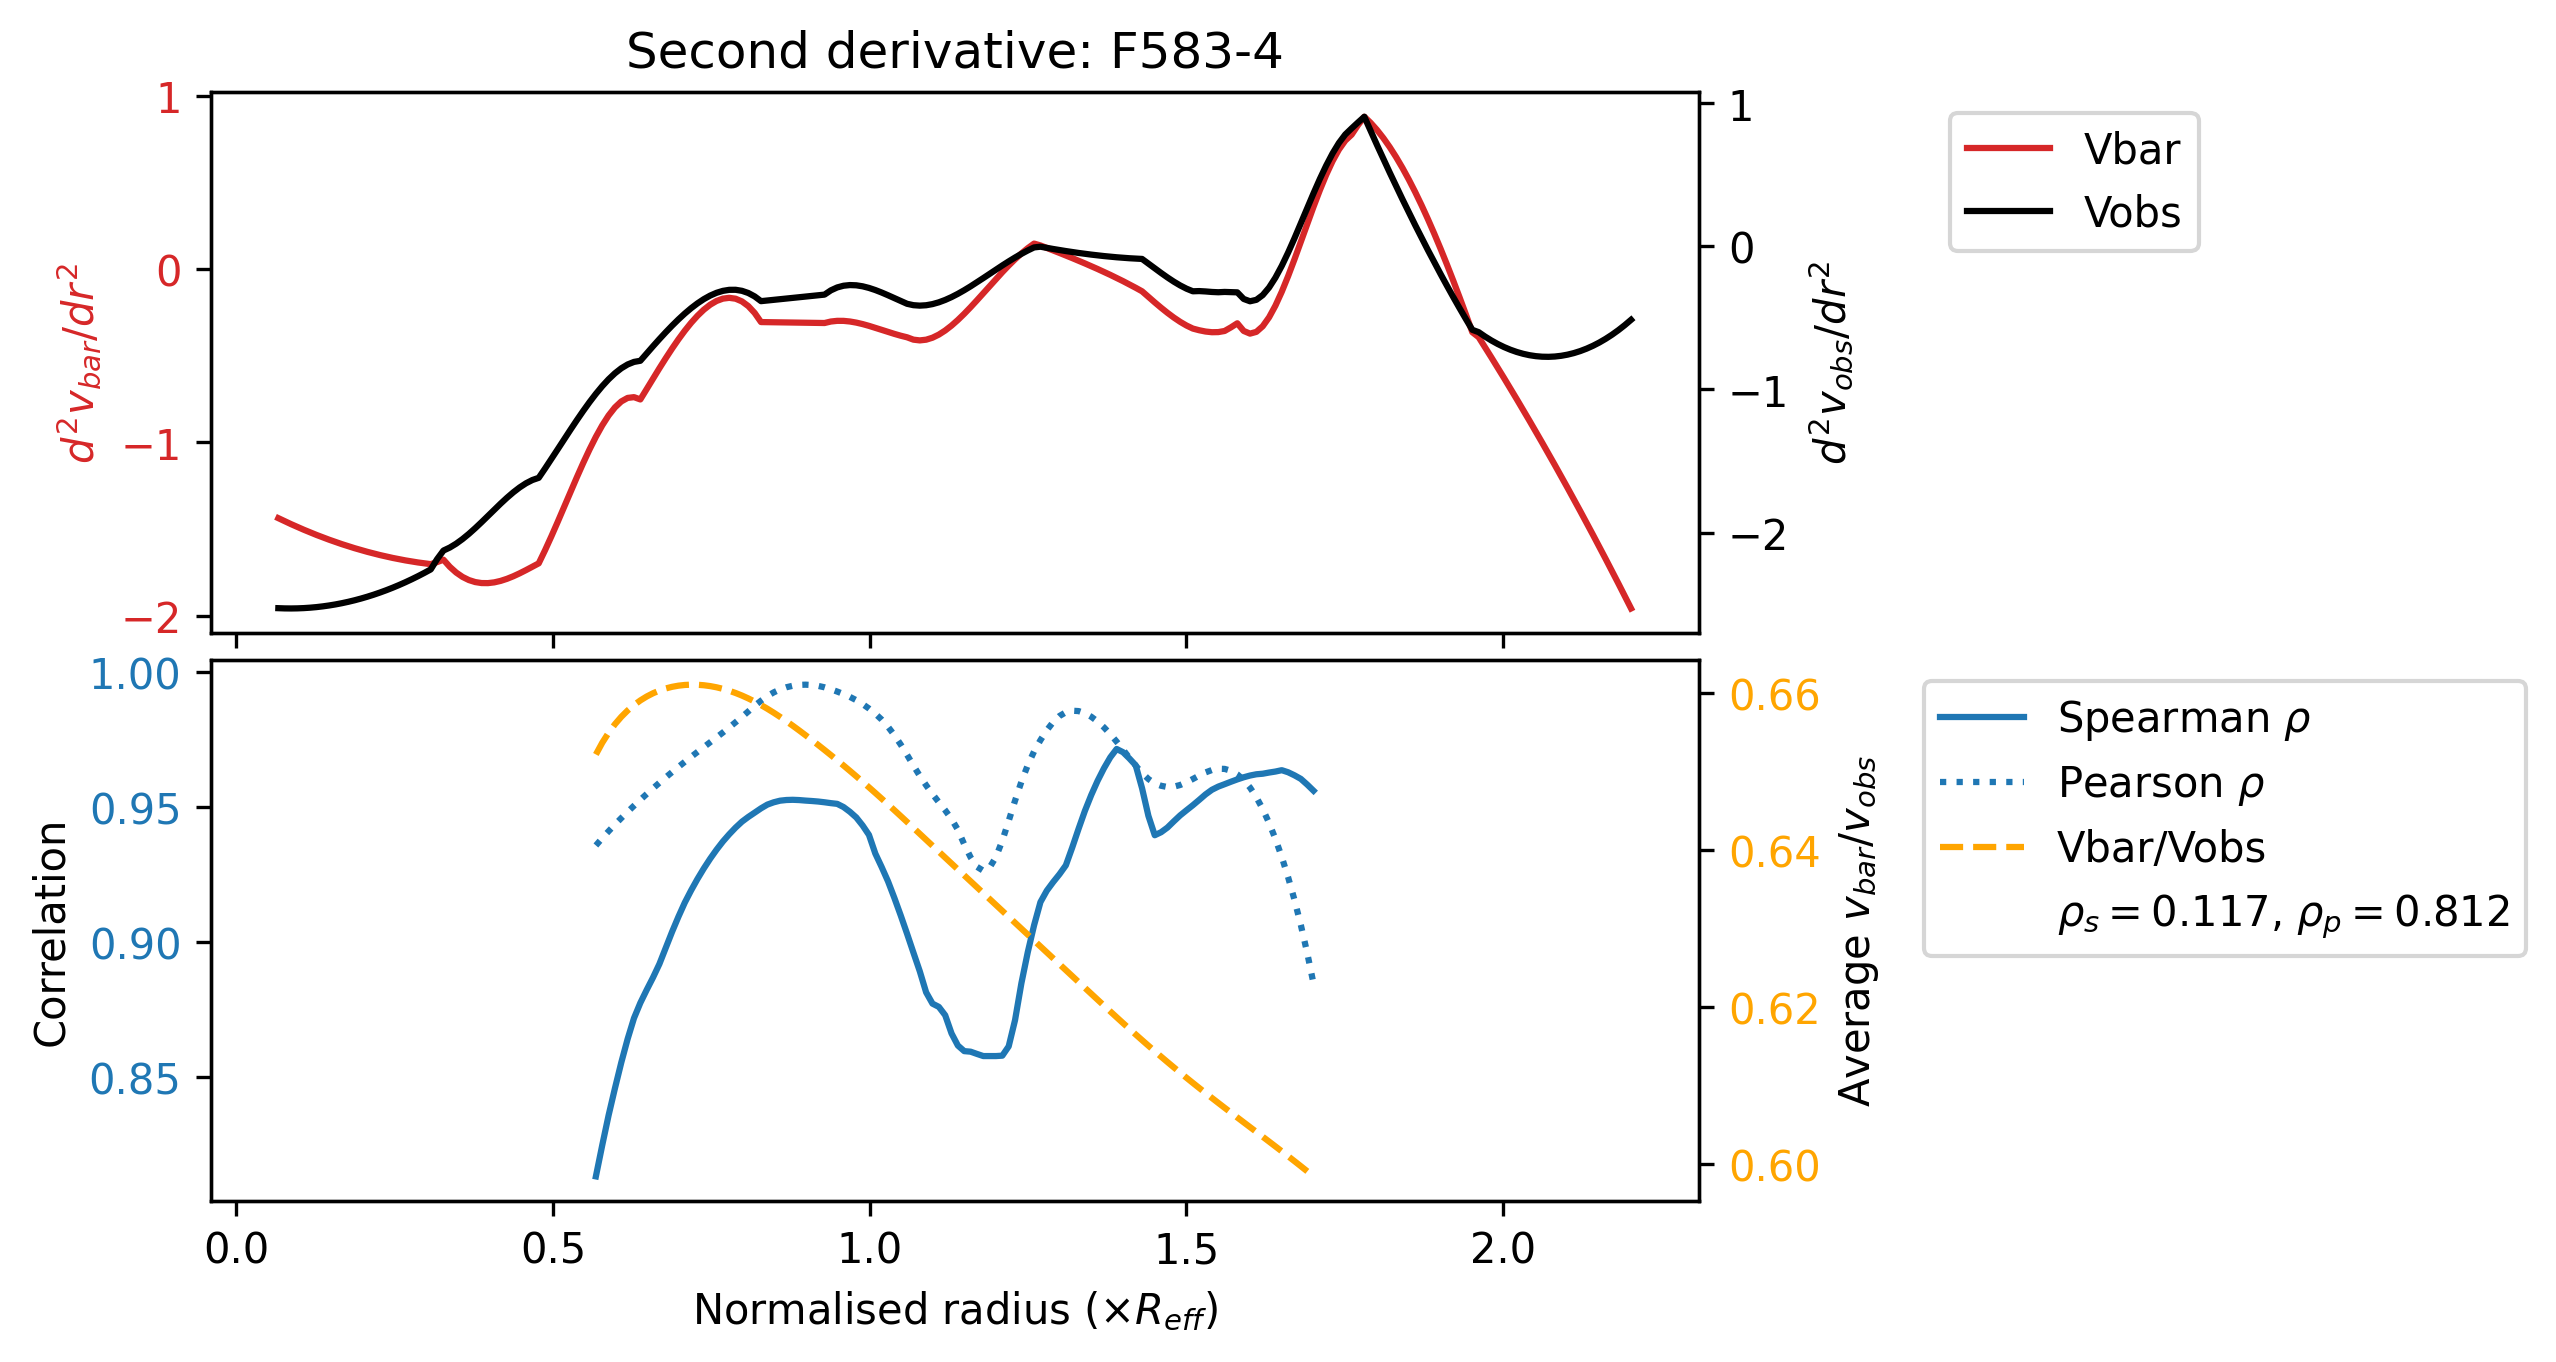 Second derivative: F583-4
1
0
−1
−2
d²v_bar/dr²
1
0
−1
−2
d²v_obs/dr²
Vbar
Vobs
1.00
0.95
0.90
0.85
Correlation
0.66
0.64
0.62
0.60
Average v_bar/v_obs
Spearman ρ
Pearson ρ
Vbar/Vobs
ρ_s = 0.117, ρ_p = 0.812
0.0 0.5 1.0 1.5 2.0
Normalised radius (×R_eff)